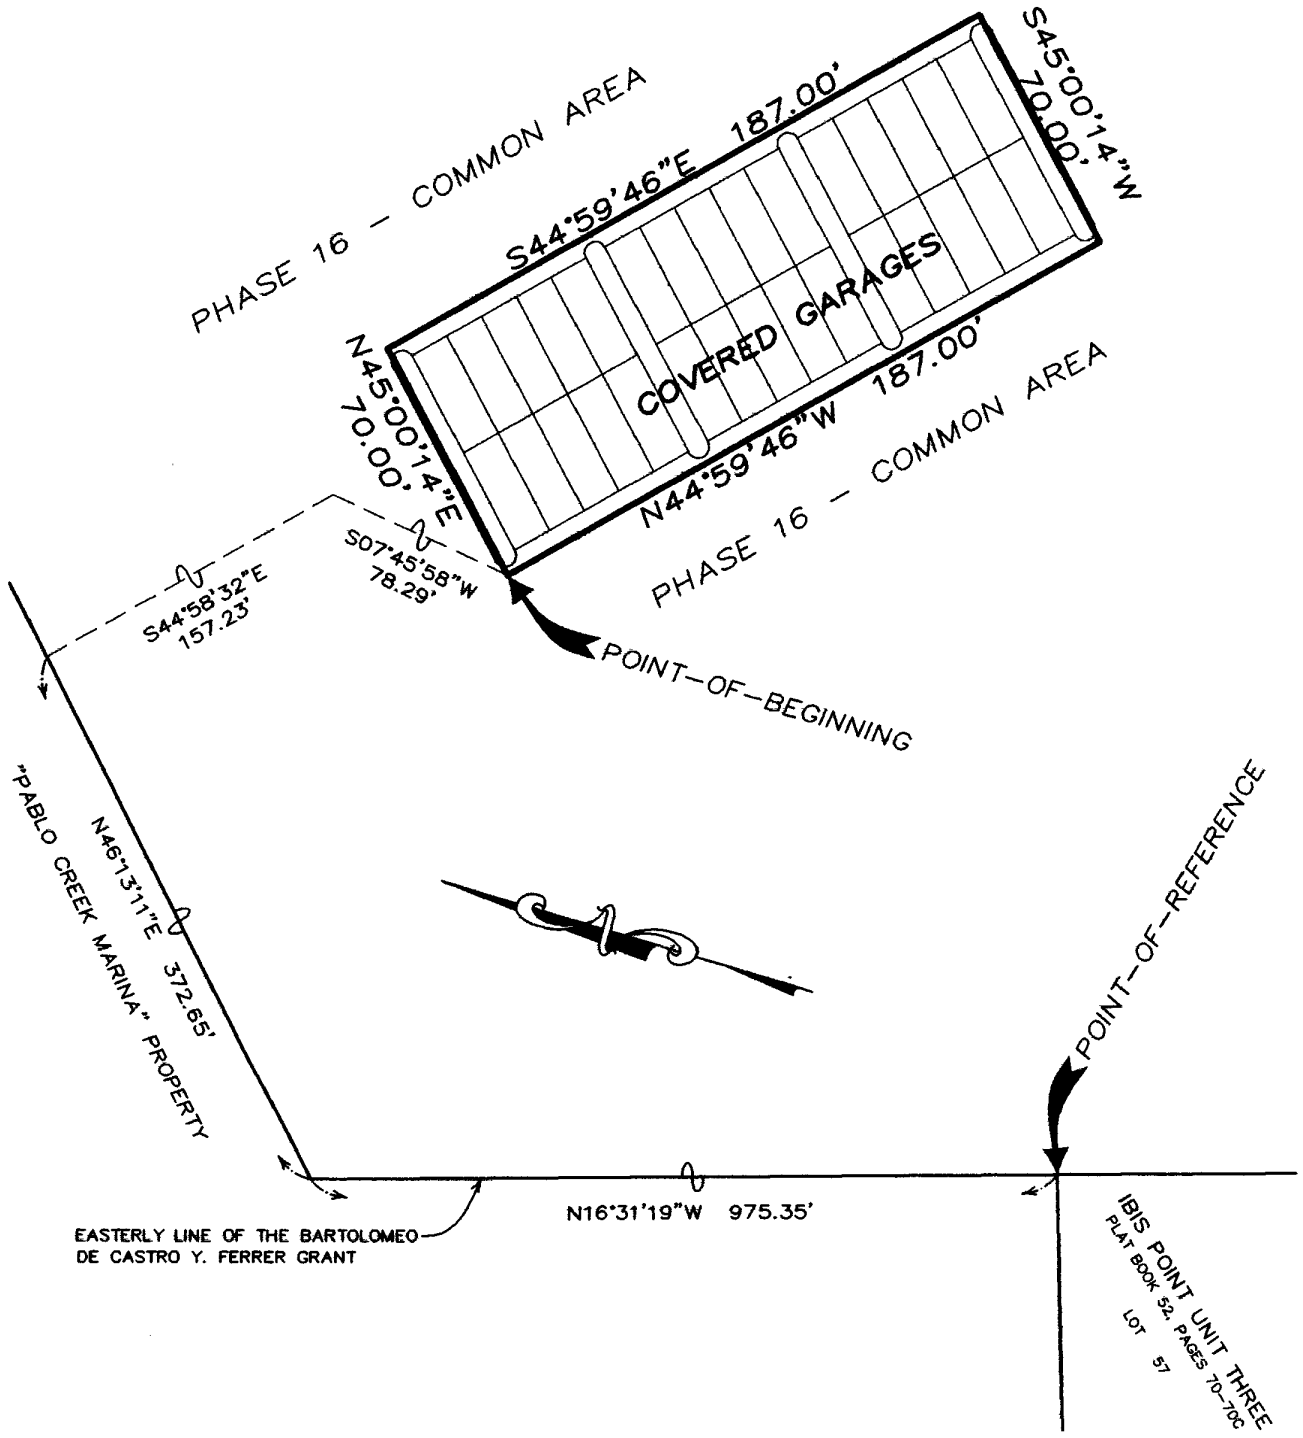 PHASE 16 - COMMON AREA
S44°59'46"E 187.00'
S45°00'14"W
70.00'
COVERED GARAGES
N45°00'14"E
70.00'
N44°59'46"W 187.00'
PHASE 16 - COMMON AREA
S07°45'58"W
78.29'
S44°58'32"E
157.23'
POINT-OF-BEGINNING
"PABLO CREEK MARINA" PROPERTY
N46°13'11"E 372.65'
POINT-OF-REFERENCE
N16°31'19"W 975.35'
EASTERLY LINE OF THE BARTOLOMEO
DE CASTRO Y. FERRER GRANT
IBIS POINT UNIT THREE
PLAT BOOK 52, PAGES 70-70C
LOT 57